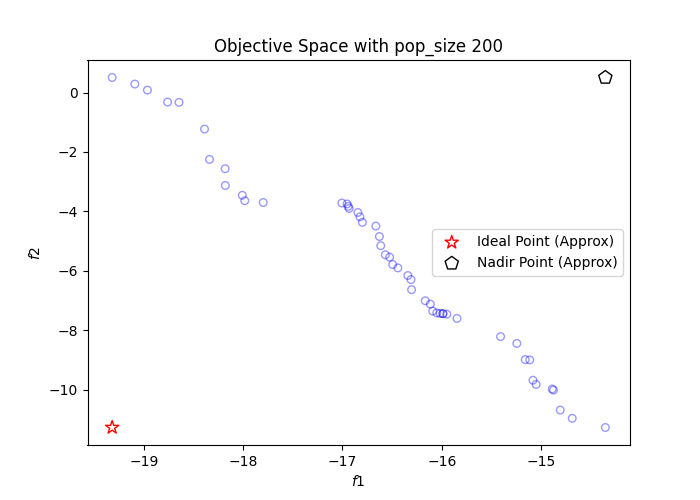 Objective Space with pop_size 200
f2
0
−2
−4
−6
−8
−10
Ideal Point (Approx)
Nadir Point (Approx)
−19
−18
−17
−16
−15
f1